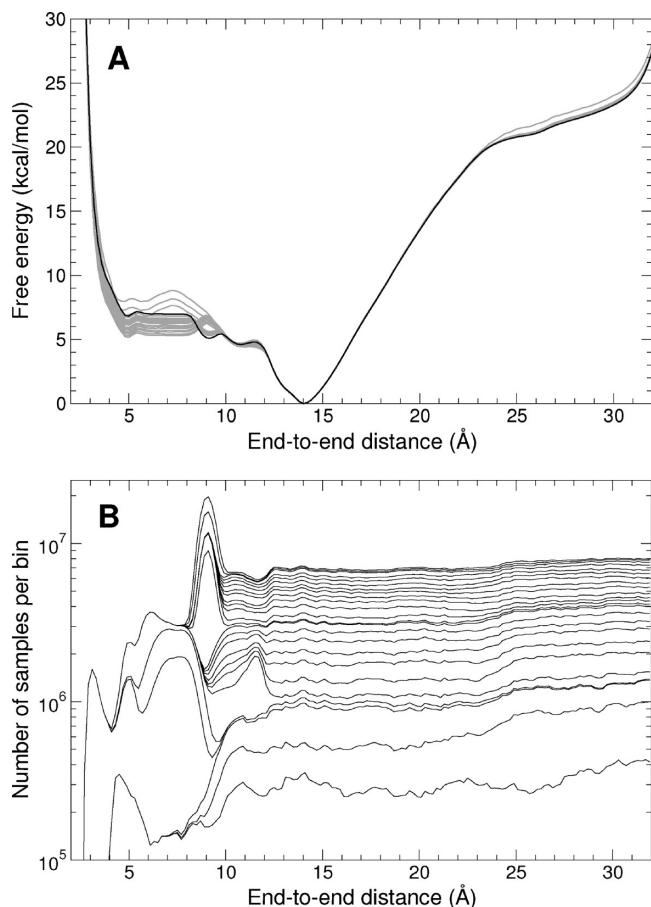 A
Free energy (kcal/mol)
30
25
20
15
10
5
0
5 10 15 20 25 30
End-to-end distance (Å)
B
Number of samples per bin
10^7
10^6
10^5
5 10 15 20 25 30
End-to-end distance (Å)